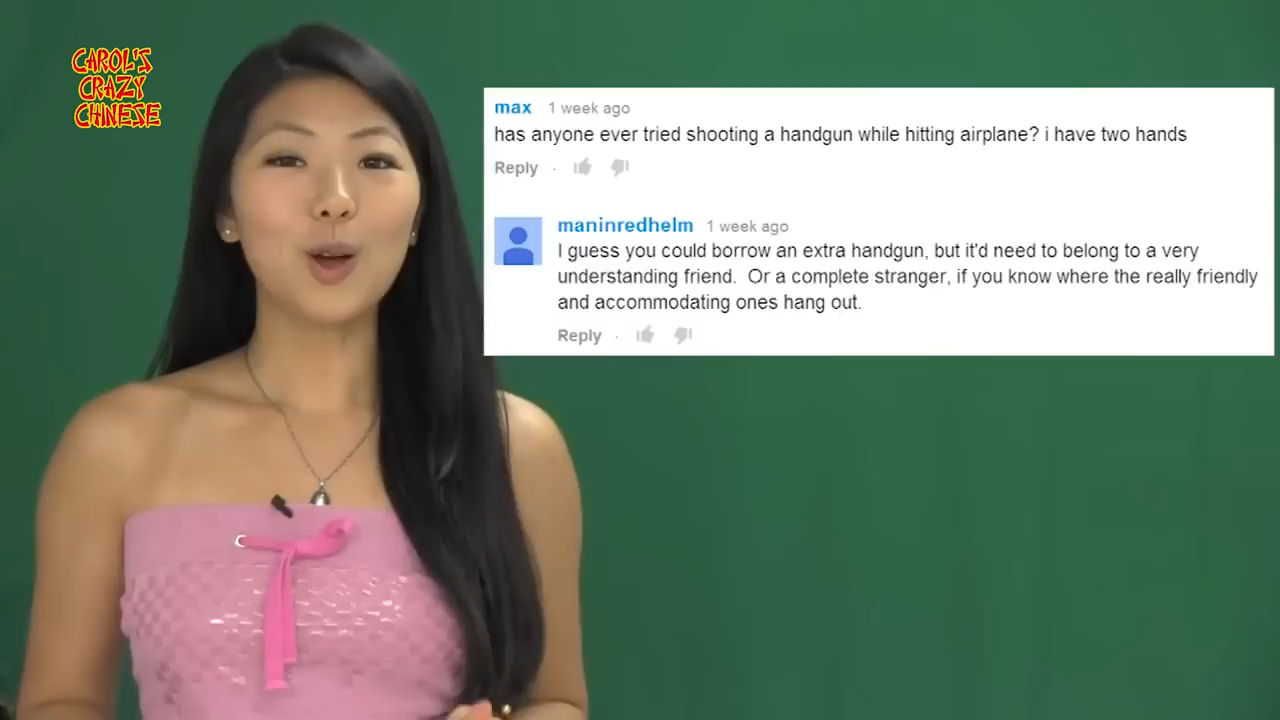 CAROL'S
CRAZY
CHINESE
max 1 week ago
has anyone ever tried shooting a handgun while hitting airplane? i have two hands
Reply ·
maninredhelm 1 week ago
I guess you could borrow an extra handgun, but it'd need to belong to a very
understanding friend. Or a complete stranger, if you know where the really friendly
and accommodating ones hang out.
Reply ·